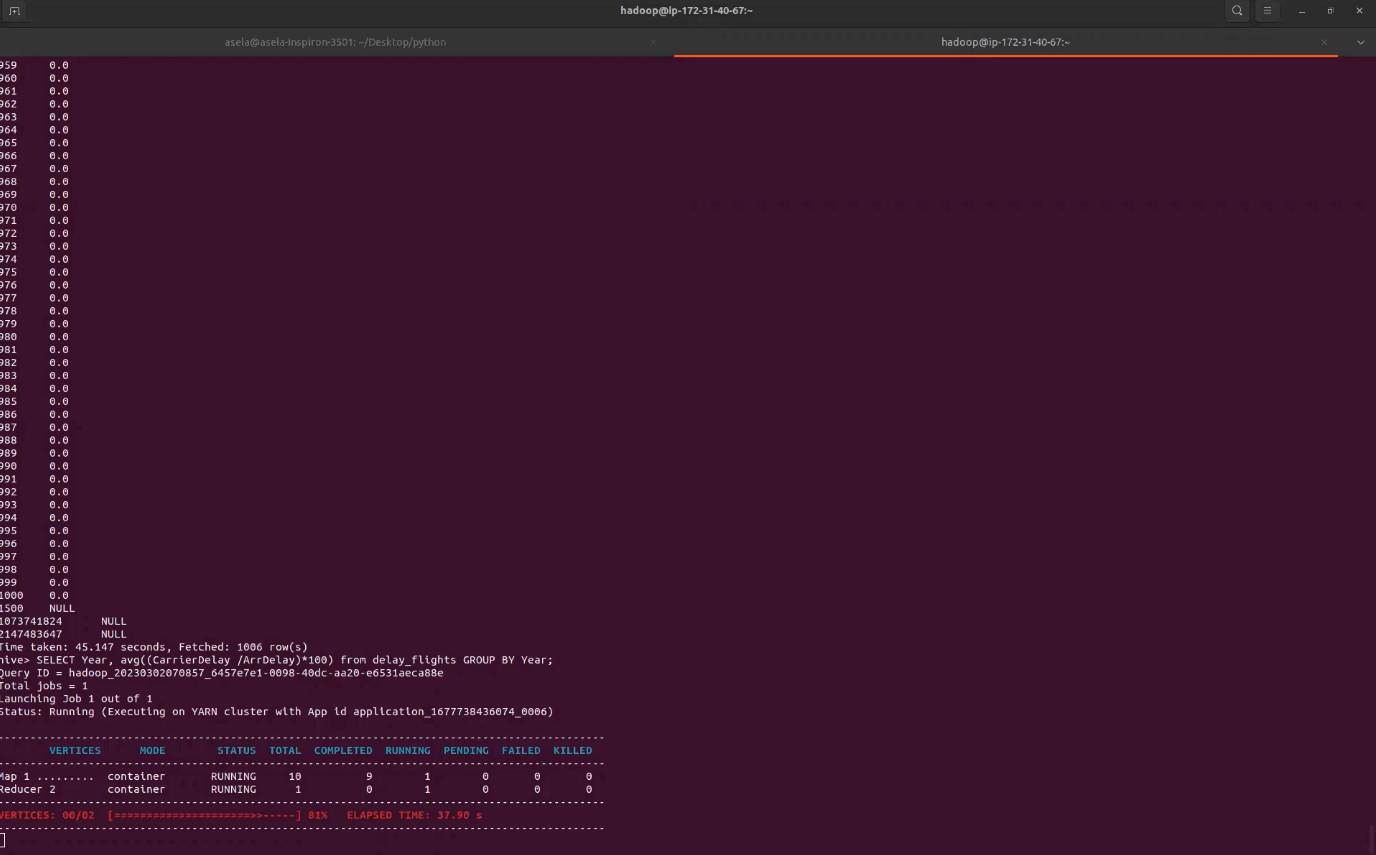 hadoop@ip-172-31-40-67:~
asela@asela-Inspiron-3501: ~/Desktop/python
hadoop@ip-172-31-40-67:~
959 0.0
960 0.0
961 0.0
962 0.0
963 0.0
964 0.0
965 0.0
966 0.0
967 0.0
968 0.0
969 0.0
970 0.0
971 0.0
972 0.0
973 0.0
974 0.0
975 0.0
976 0.0
977 0.0
978 0.0
979 0.0
980 0.0
981 0.0
982 0.0
983 0.0
984 0.0
985 0.0
986 0.0
987 0.0
988 0.0
989 0.0
990 0.0
991 0.0
992 0.0
993 0.0
994 0.0
995 0.0
996 0.0
997 0.0
998 0.0
999 0.0
1000 0.0
1500 NULL
1073741824 NULL
2147483647 NULL
Time taken: 45.147 seconds, Fetched: 1006 row(s)
hive> SELECT Year, avg((CarrierDelay /ArrDelay)*100) from delay_flights GROUP BY Year;
Query ID = hadoop_20230302070857_6457e7e1-0098-40dc-aa20-e6531aeca88e
Total jobs = 1
Launching Job 1 out of 1
Status: Running (Executing on YARN cluster with App id application_1677738436074_0006)
----------------------------------------------------------------------------------------------
VERTICES MODE STATUS TOTAL COMPLETED RUNNING PENDING FAILED KILLED
----------------------------------------------------------------------------------------------
Map 1 ......... container RUNNING 10 9 1 0 0 0
Reducer 2 container RUNNING 1 0 1 0 0 0
----------------------------------------------------------------------------------------------
VERTICES: 00/02 [=====================>>-----] 81% ELAPSED TIME: 37.90 s
----------------------------------------------------------------------------------------------